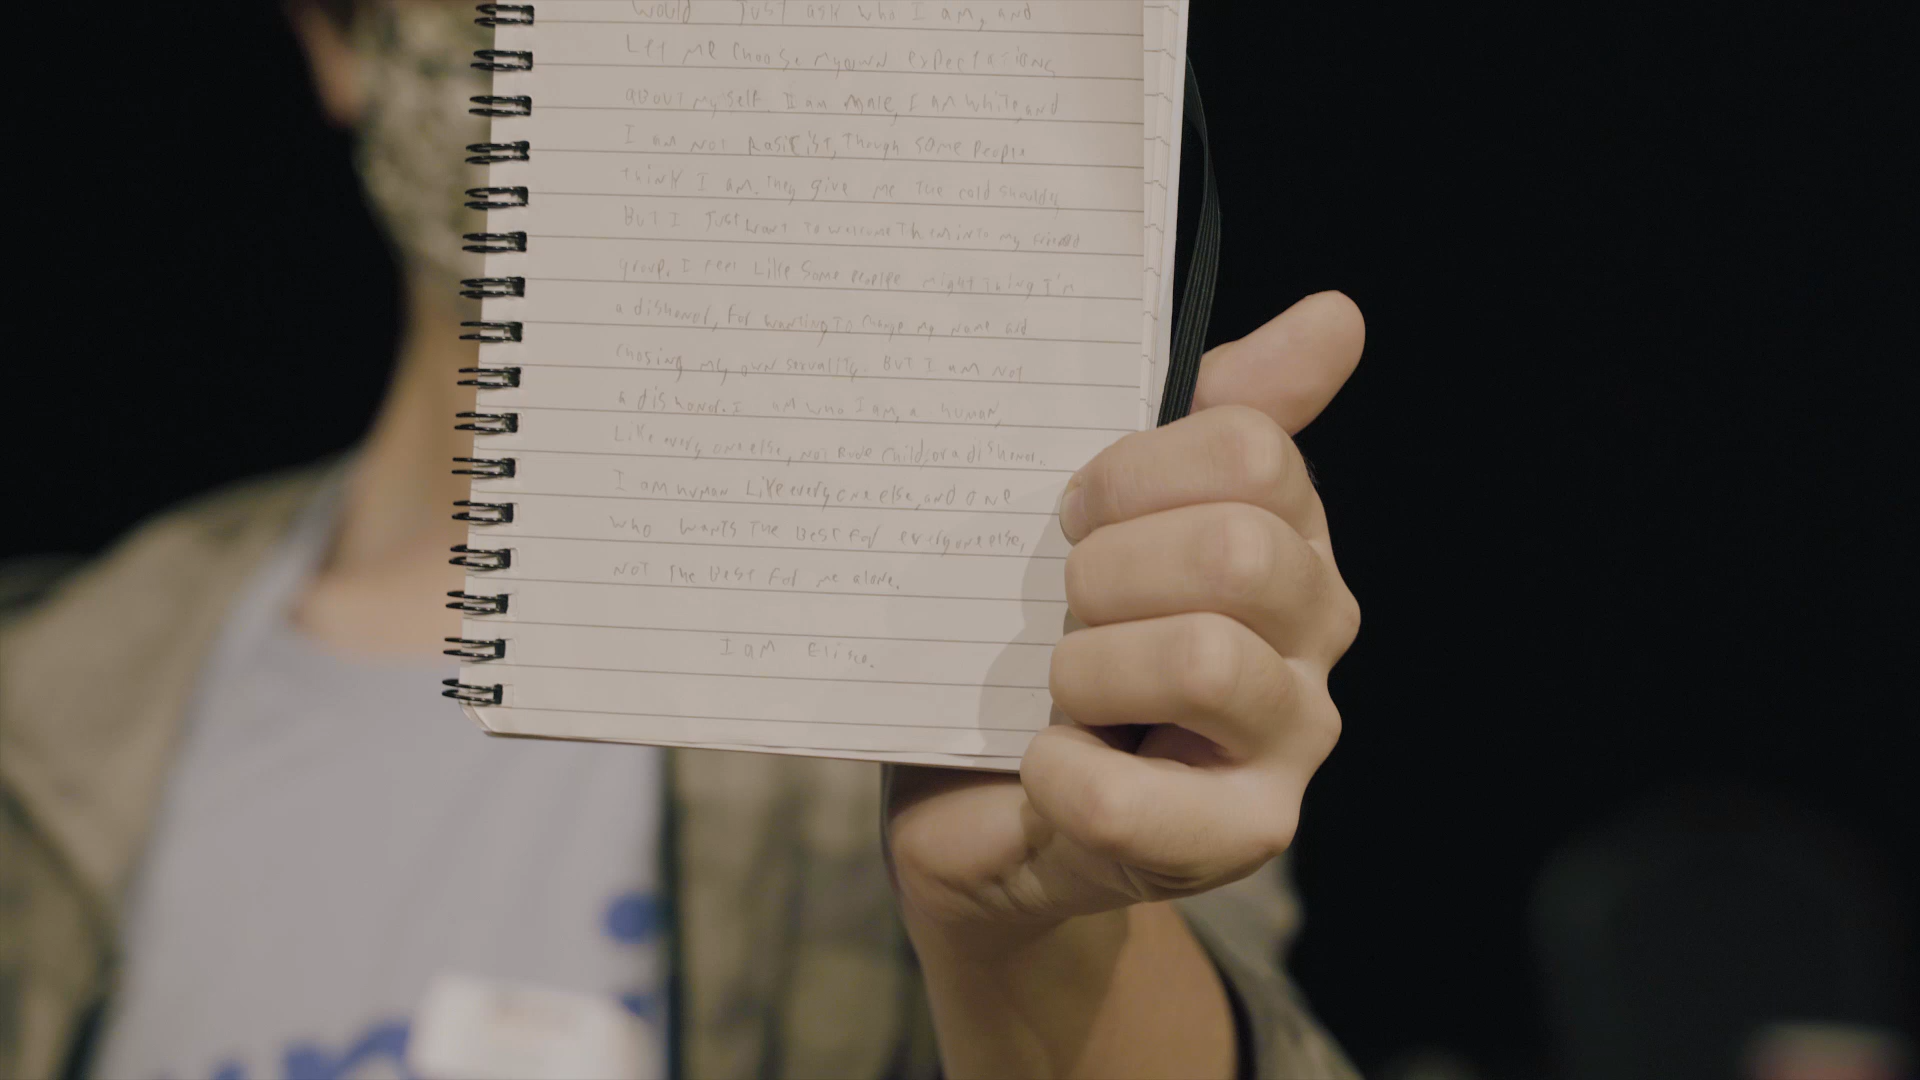 would just ask who I am, and
Let me choose my own expectasions
about myself. I am male, I am white, and
I am not Rasicist, Though some people
think I am. They give me the cold shoulder,
But I just want to welcome them into my friend
group. I feel Like some people might thing I'm
a dishonor, for wanting to change my name and
chosing my own sexuality. BUT I am not
a dishonor. I am who I am, a human,
Like every one else, not Rude child, or a dishonor.
I am human Like every one else, and one
who wants the best for everyone else,
NOT the best for me alone.
I am